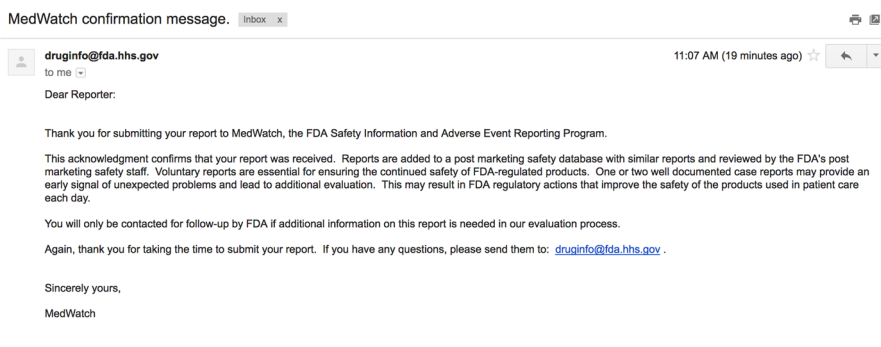 MedWatch confirmation message. Inbox x
druginfo@fda.hhs.gov 11:07 AM (19 minutes ago)
to me
Dear Reporter:
Thank you for submitting your report to MedWatch, the FDA Safety Information and Adverse Event Reporting Program.
This acknowledgment confirms that your report was received. Reports are added to a post marketing safety database with similar reports and reviewed by the FDA's post
marketing safety staff. Voluntary reports are essential for ensuring the continued safety of FDA-regulated products. One or two well documented case reports may provide an
early signal of unexpected problems and lead to additional evaluation. This may result in FDA regulatory actions that improve the safety of the products used in patient care
each day.
You will only be contacted for follow-up by FDA if additional information on this report is needed in our evaluation process.
Again, thank you for taking the time to submit your report. If you have any questions, please send them to: druginfo@fda.hhs.gov .
Sincerely yours,
MedWatch